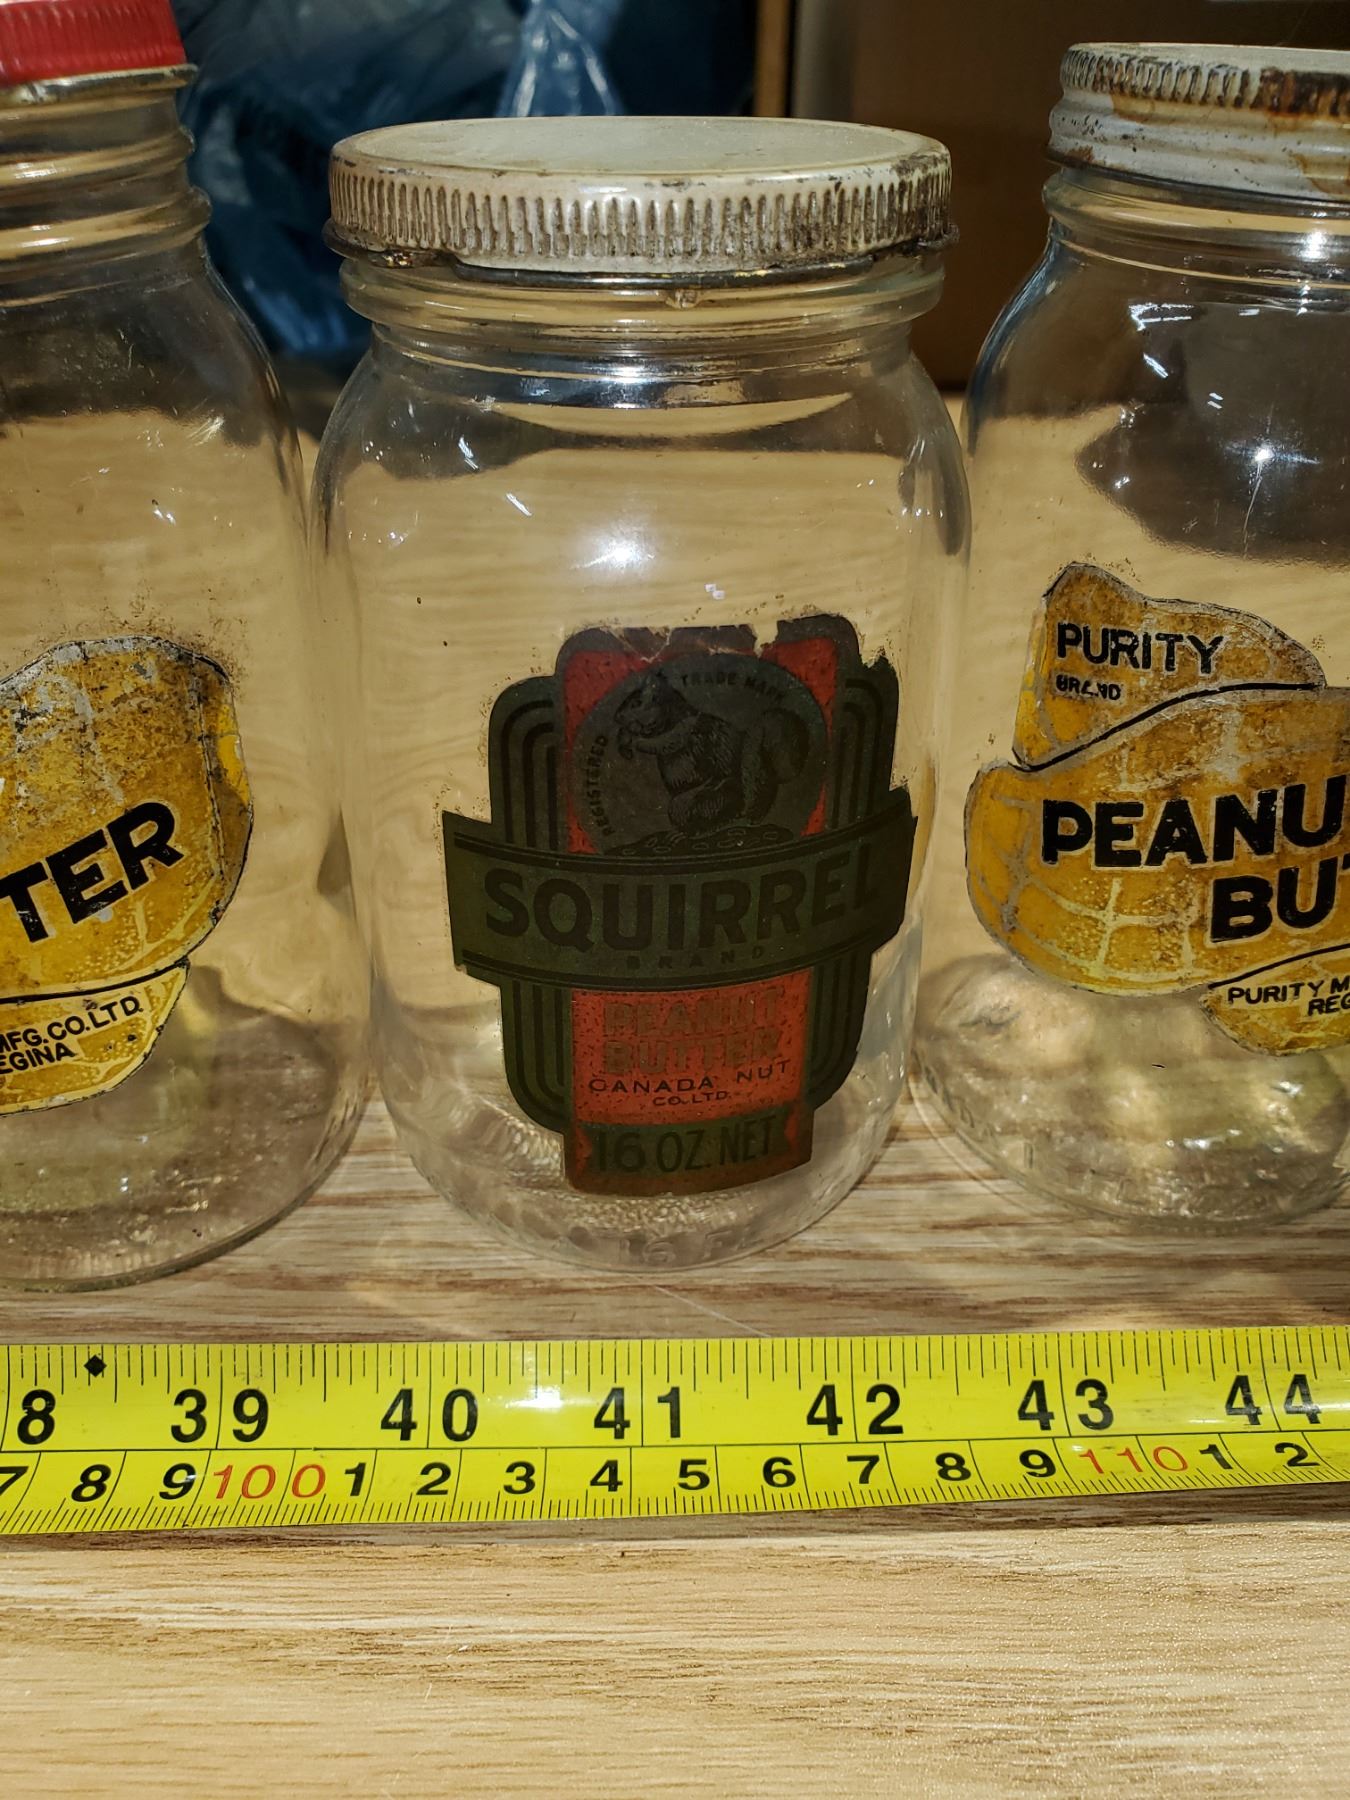 TER
MFG. CO. LTD.
REGINA
REGISTERED
TRADE MARK
SQUIRREL
BRAND
PEANUT
BUTTER
CANADA NUT
CO. LTD.
16 OZ. NET
PURITY
BRAND
PEANU
BUT
PURITY M
REG
8 39 40 41 42 43 44
7 8 9 100 1 2 3 4 5 6 7 8 9 110 1 2